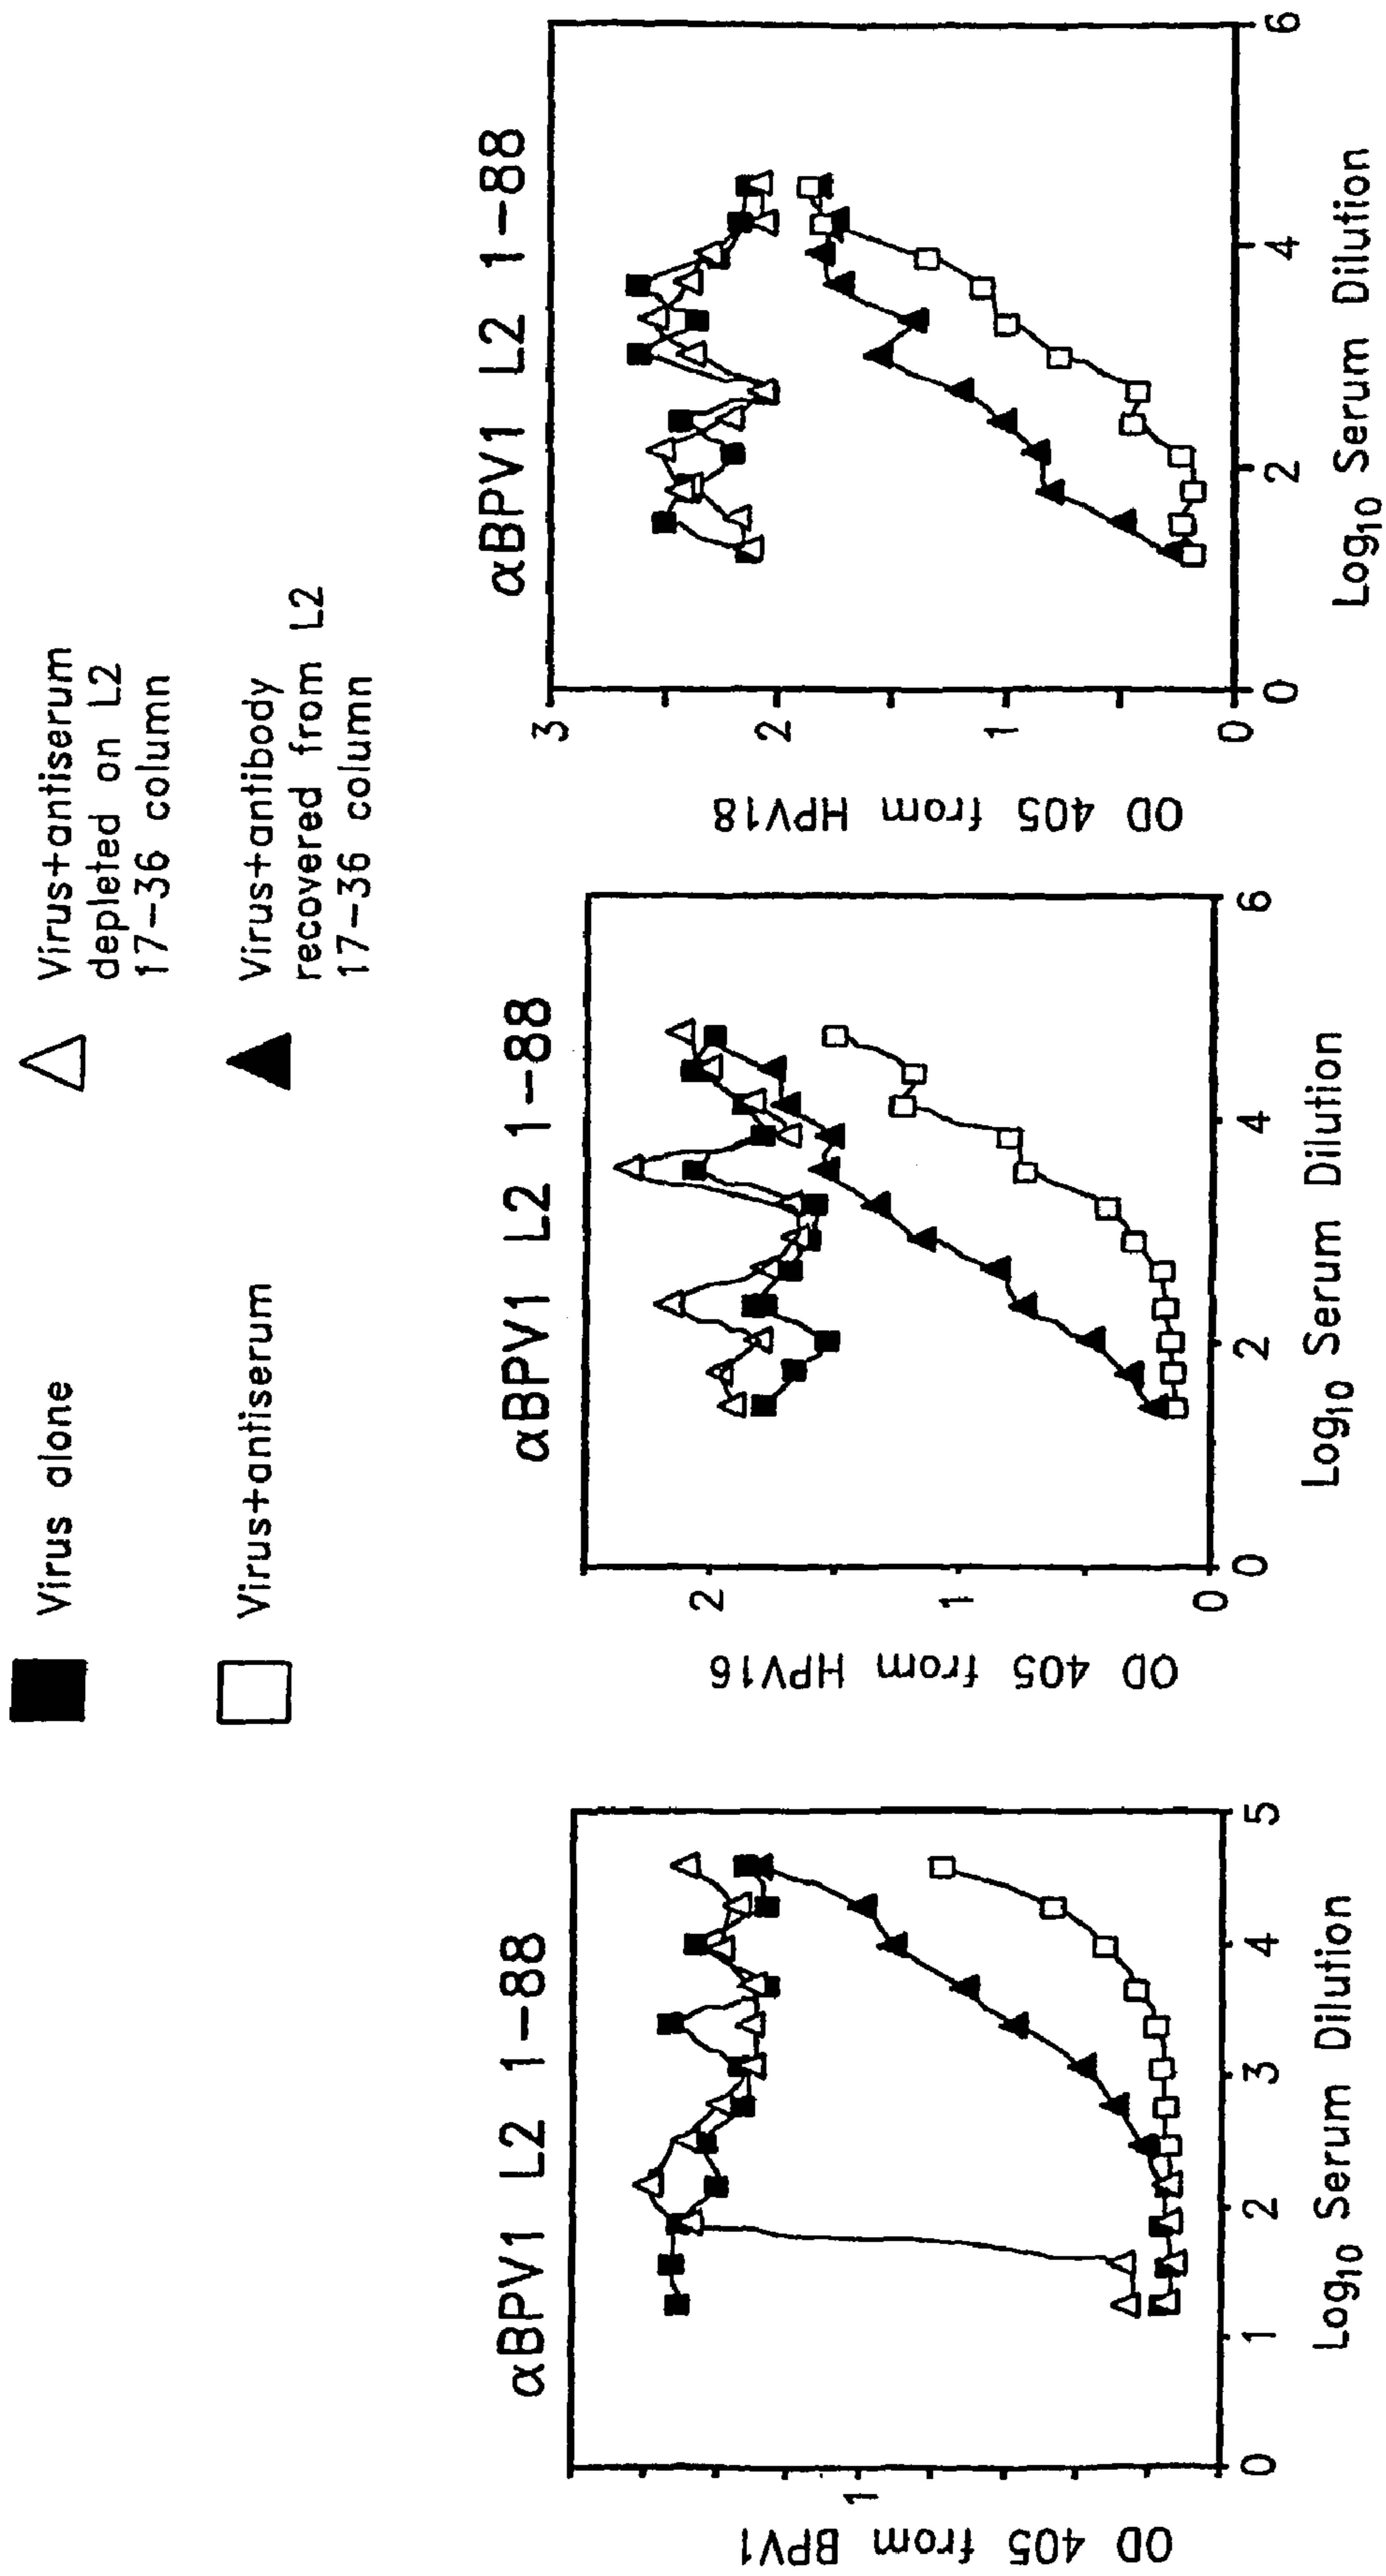 Virus alone
Virus+antiserum
Virus+antiserum
depleted on L2
17-36 column
Virus+antibody
recovered from L2
17-36 column
αBPV1 L2 1-88
OD 405 from BPV1
1
0
1
2
3
4
5
Log10 Serum Dilution
αBPV1 L2 1-88
OD 405 from HPV16
2
1
0
0
2
4
6
Log10 Serum Dilution
αBPV1 L2 1-88
OD 405 from HPV18
3
2
1
0
0
2
4
6
Log10 Serum Dilution